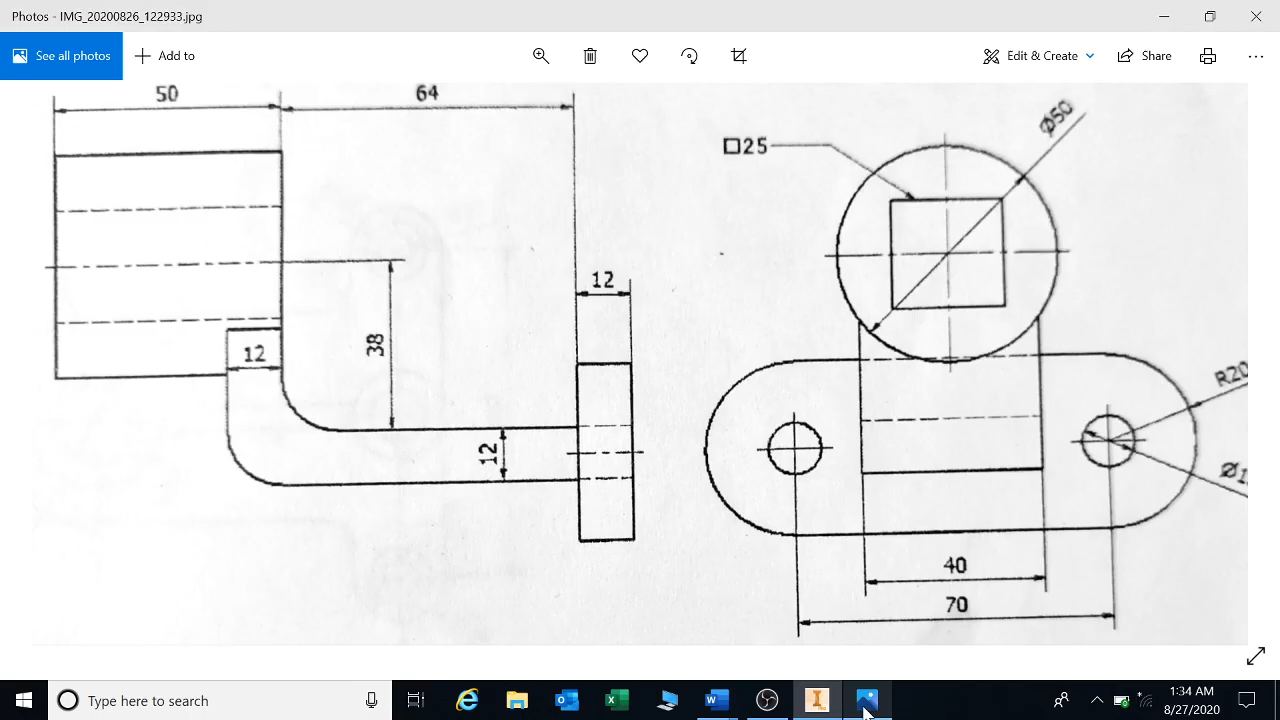 Photos - IMG_20200826_122933.jpg
See all photos
Add to
Edit & Create
Share
50
64
□25
Ø50
12
12
38
12
R20
40
70
Type here to search
1:34 AM
8/27/2020